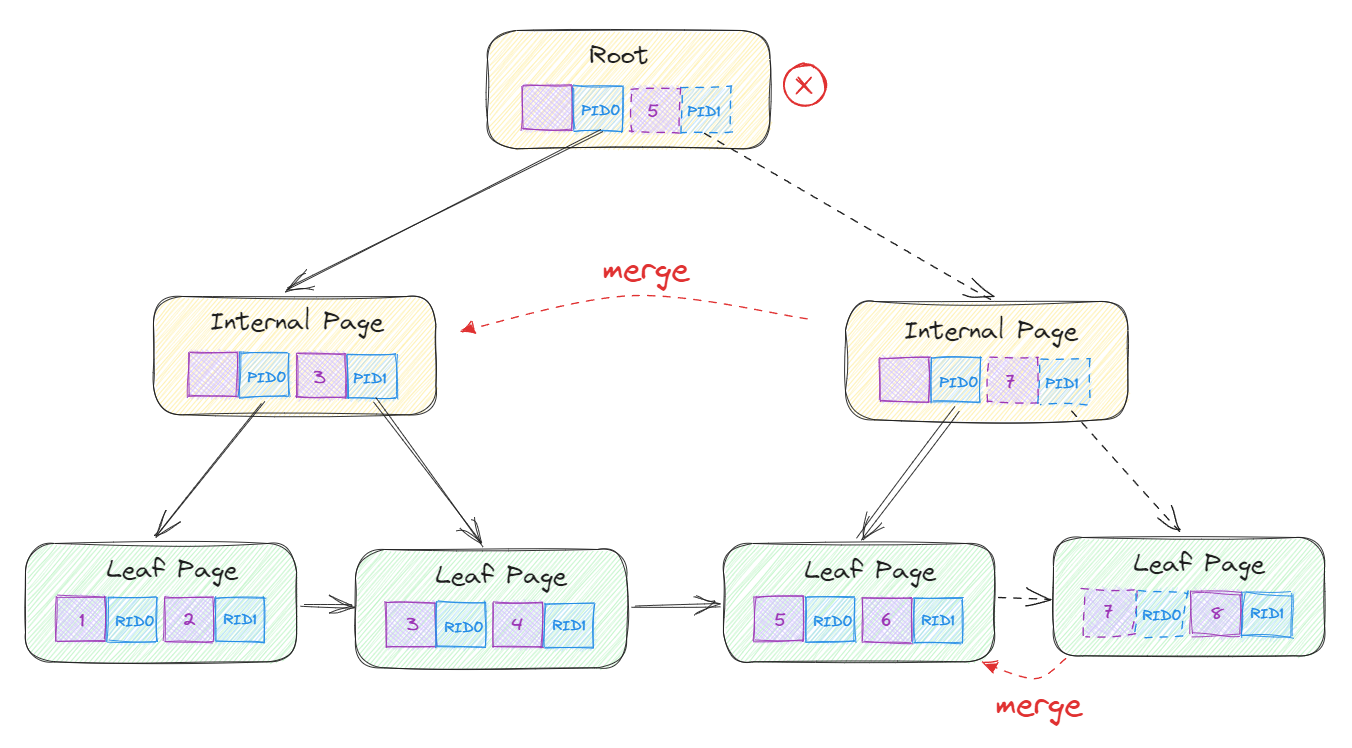 Root
PID0 5 PID1
merge
Internal Page
PID0 3 PID1
Internal Page
PID0 7 PID1
Leaf Page
1 RID0 2 RID1
Leaf Page
3 RID0 4 RID1
Leaf Page
5 RID0 6 RID1
Leaf Page
7 RID0 8 RID1
merge